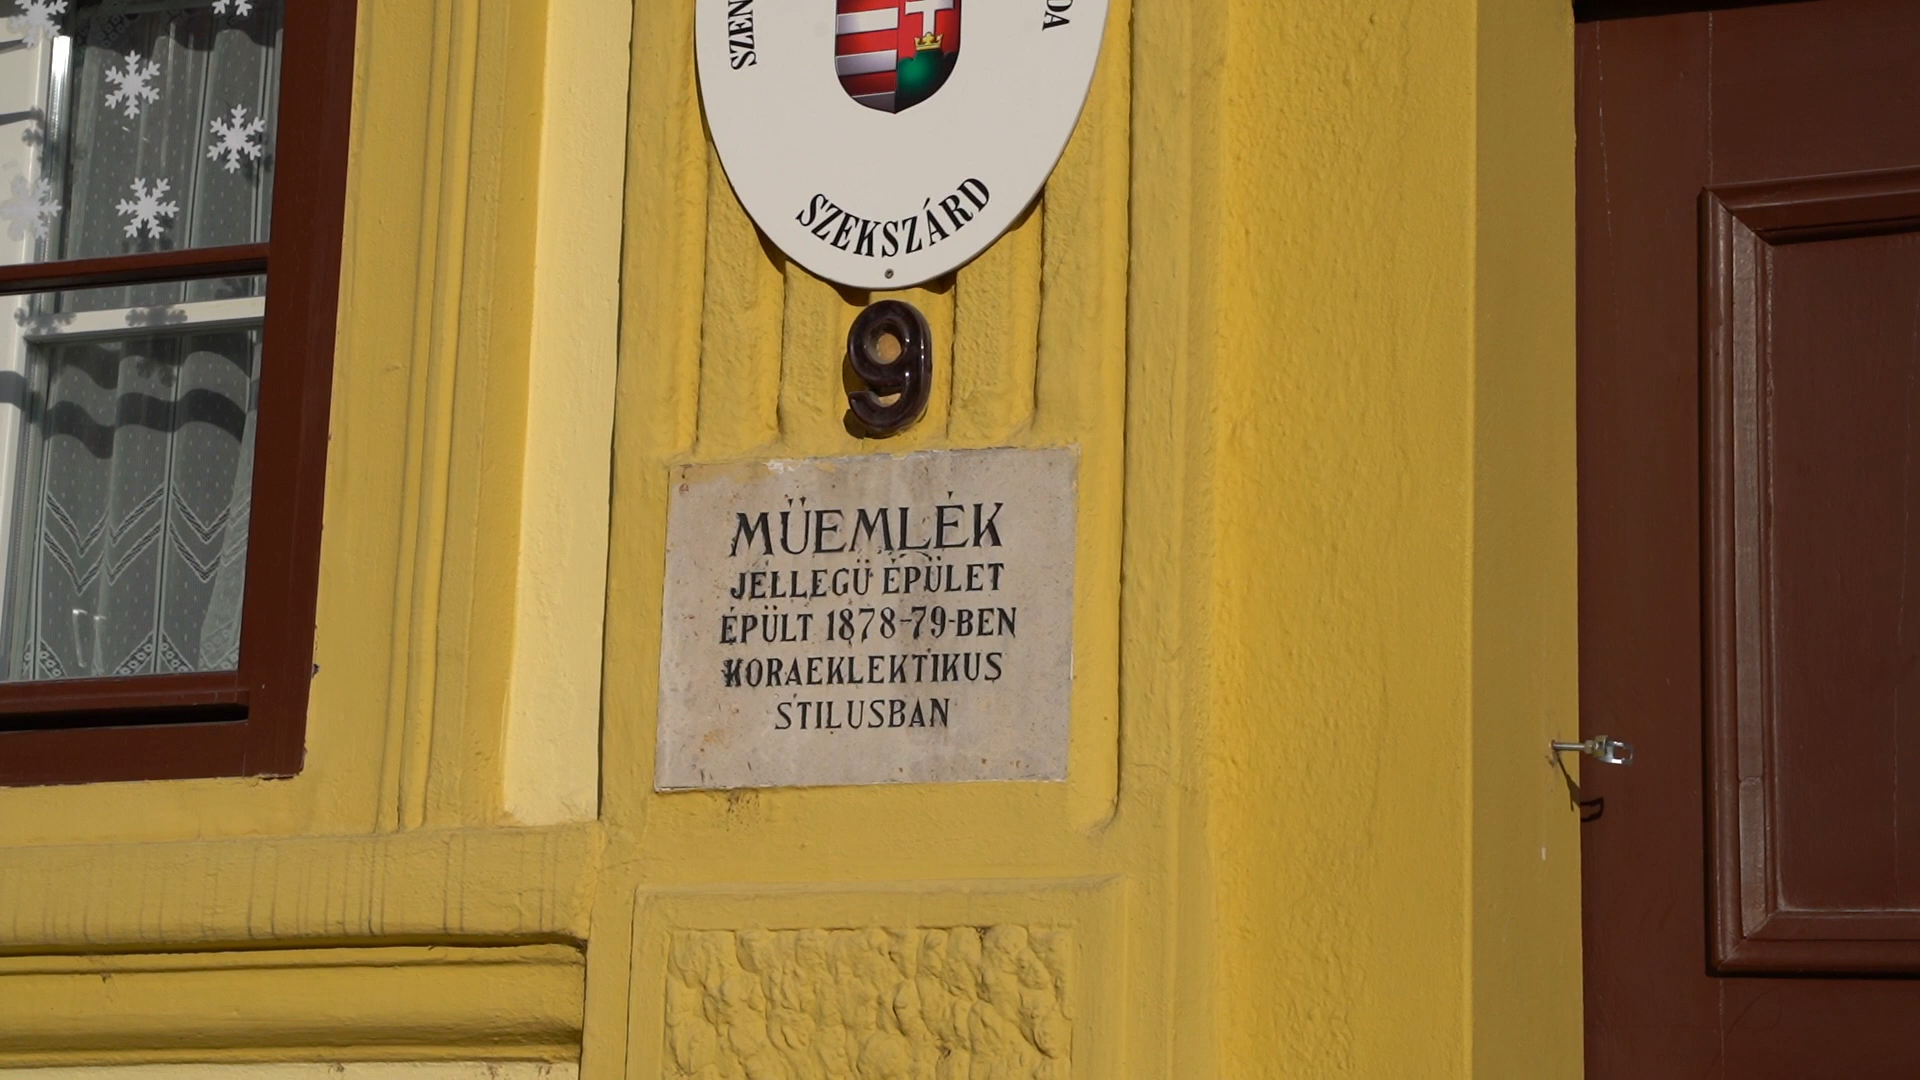 SZEKSZÁRD
9
MŰEMLÉK
JELLEGŰ ÉPÜLET
ÉPÜLT 1878-79-BEN
KORAEKLEKTIKUS
STILUSBAN